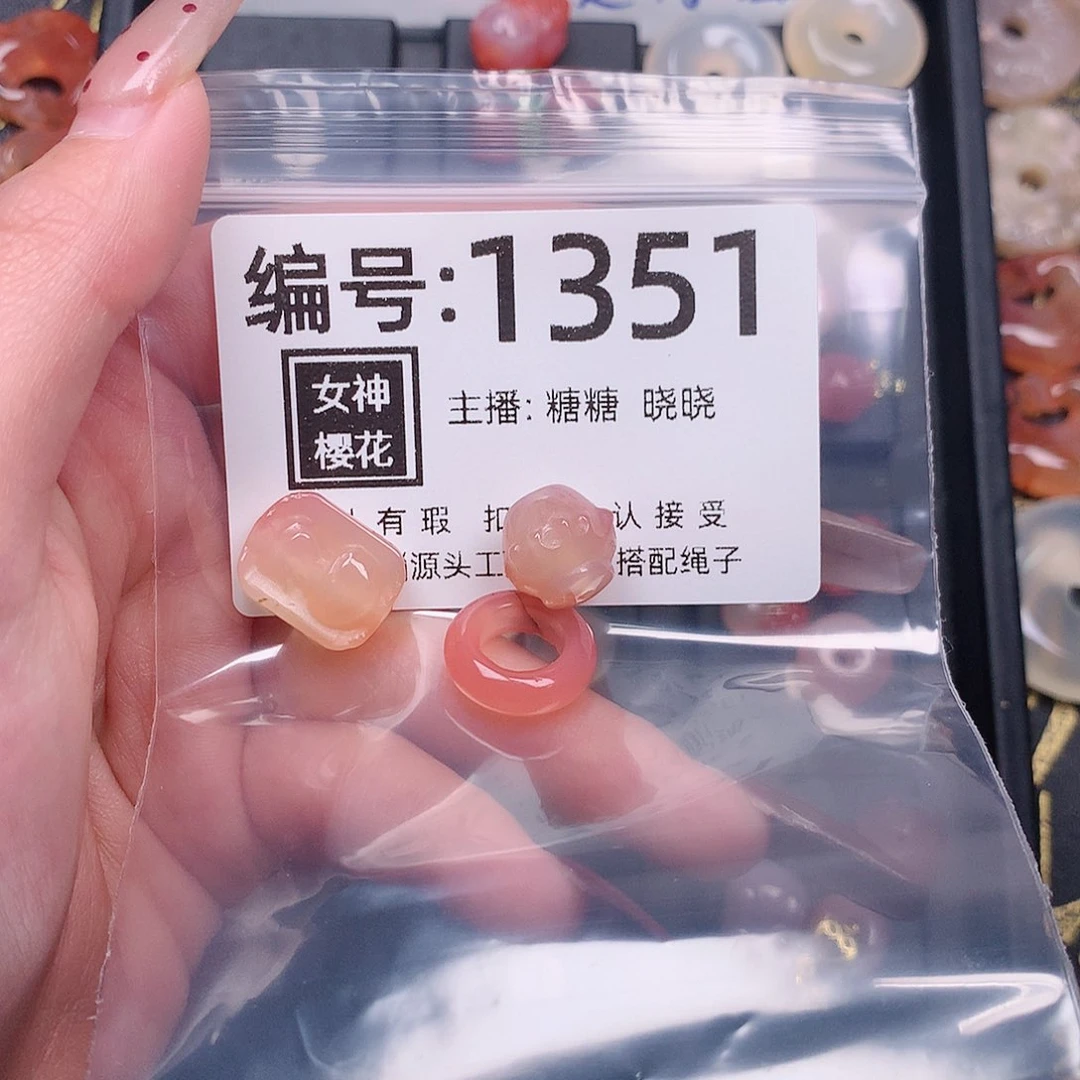 编号:1351
女神
樱花
主播: 糖糖 晓晓
有瑕 扣 认接受
源头工 搭配绳子